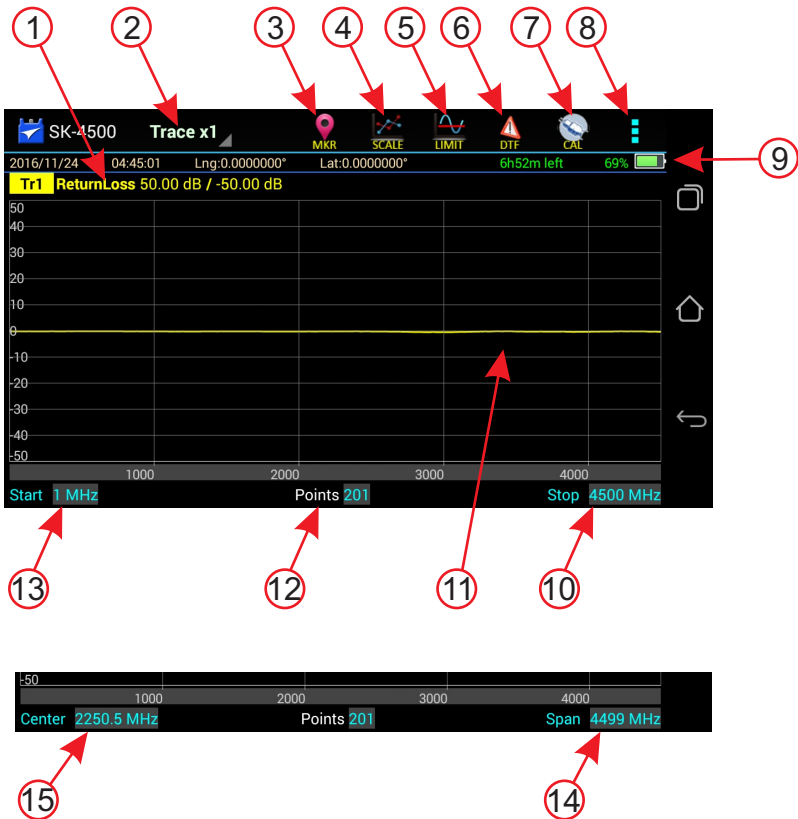 1 2 3 4 5 6 7 8
SK-4500 Trace x1 MKR SCALE LIMIT DTF CAL
2016/11/24 04:45:01 Lng:0.0000000° Lat:0.0000000° 6h52m left 69%
9
Tr1 ReturnLoss 50.00 dB / -50.00 dB
50
40
30
20
10
0
-10
-20
-30
-40
-50
1000 2000 3000 4000
Start 1 MHz Points 201 Stop 4500 MHz
13 12 11 10
-50
1000 2000 3000 4000
Center 2250.5 MHz Points 201 Span 4499 MHz
15 14